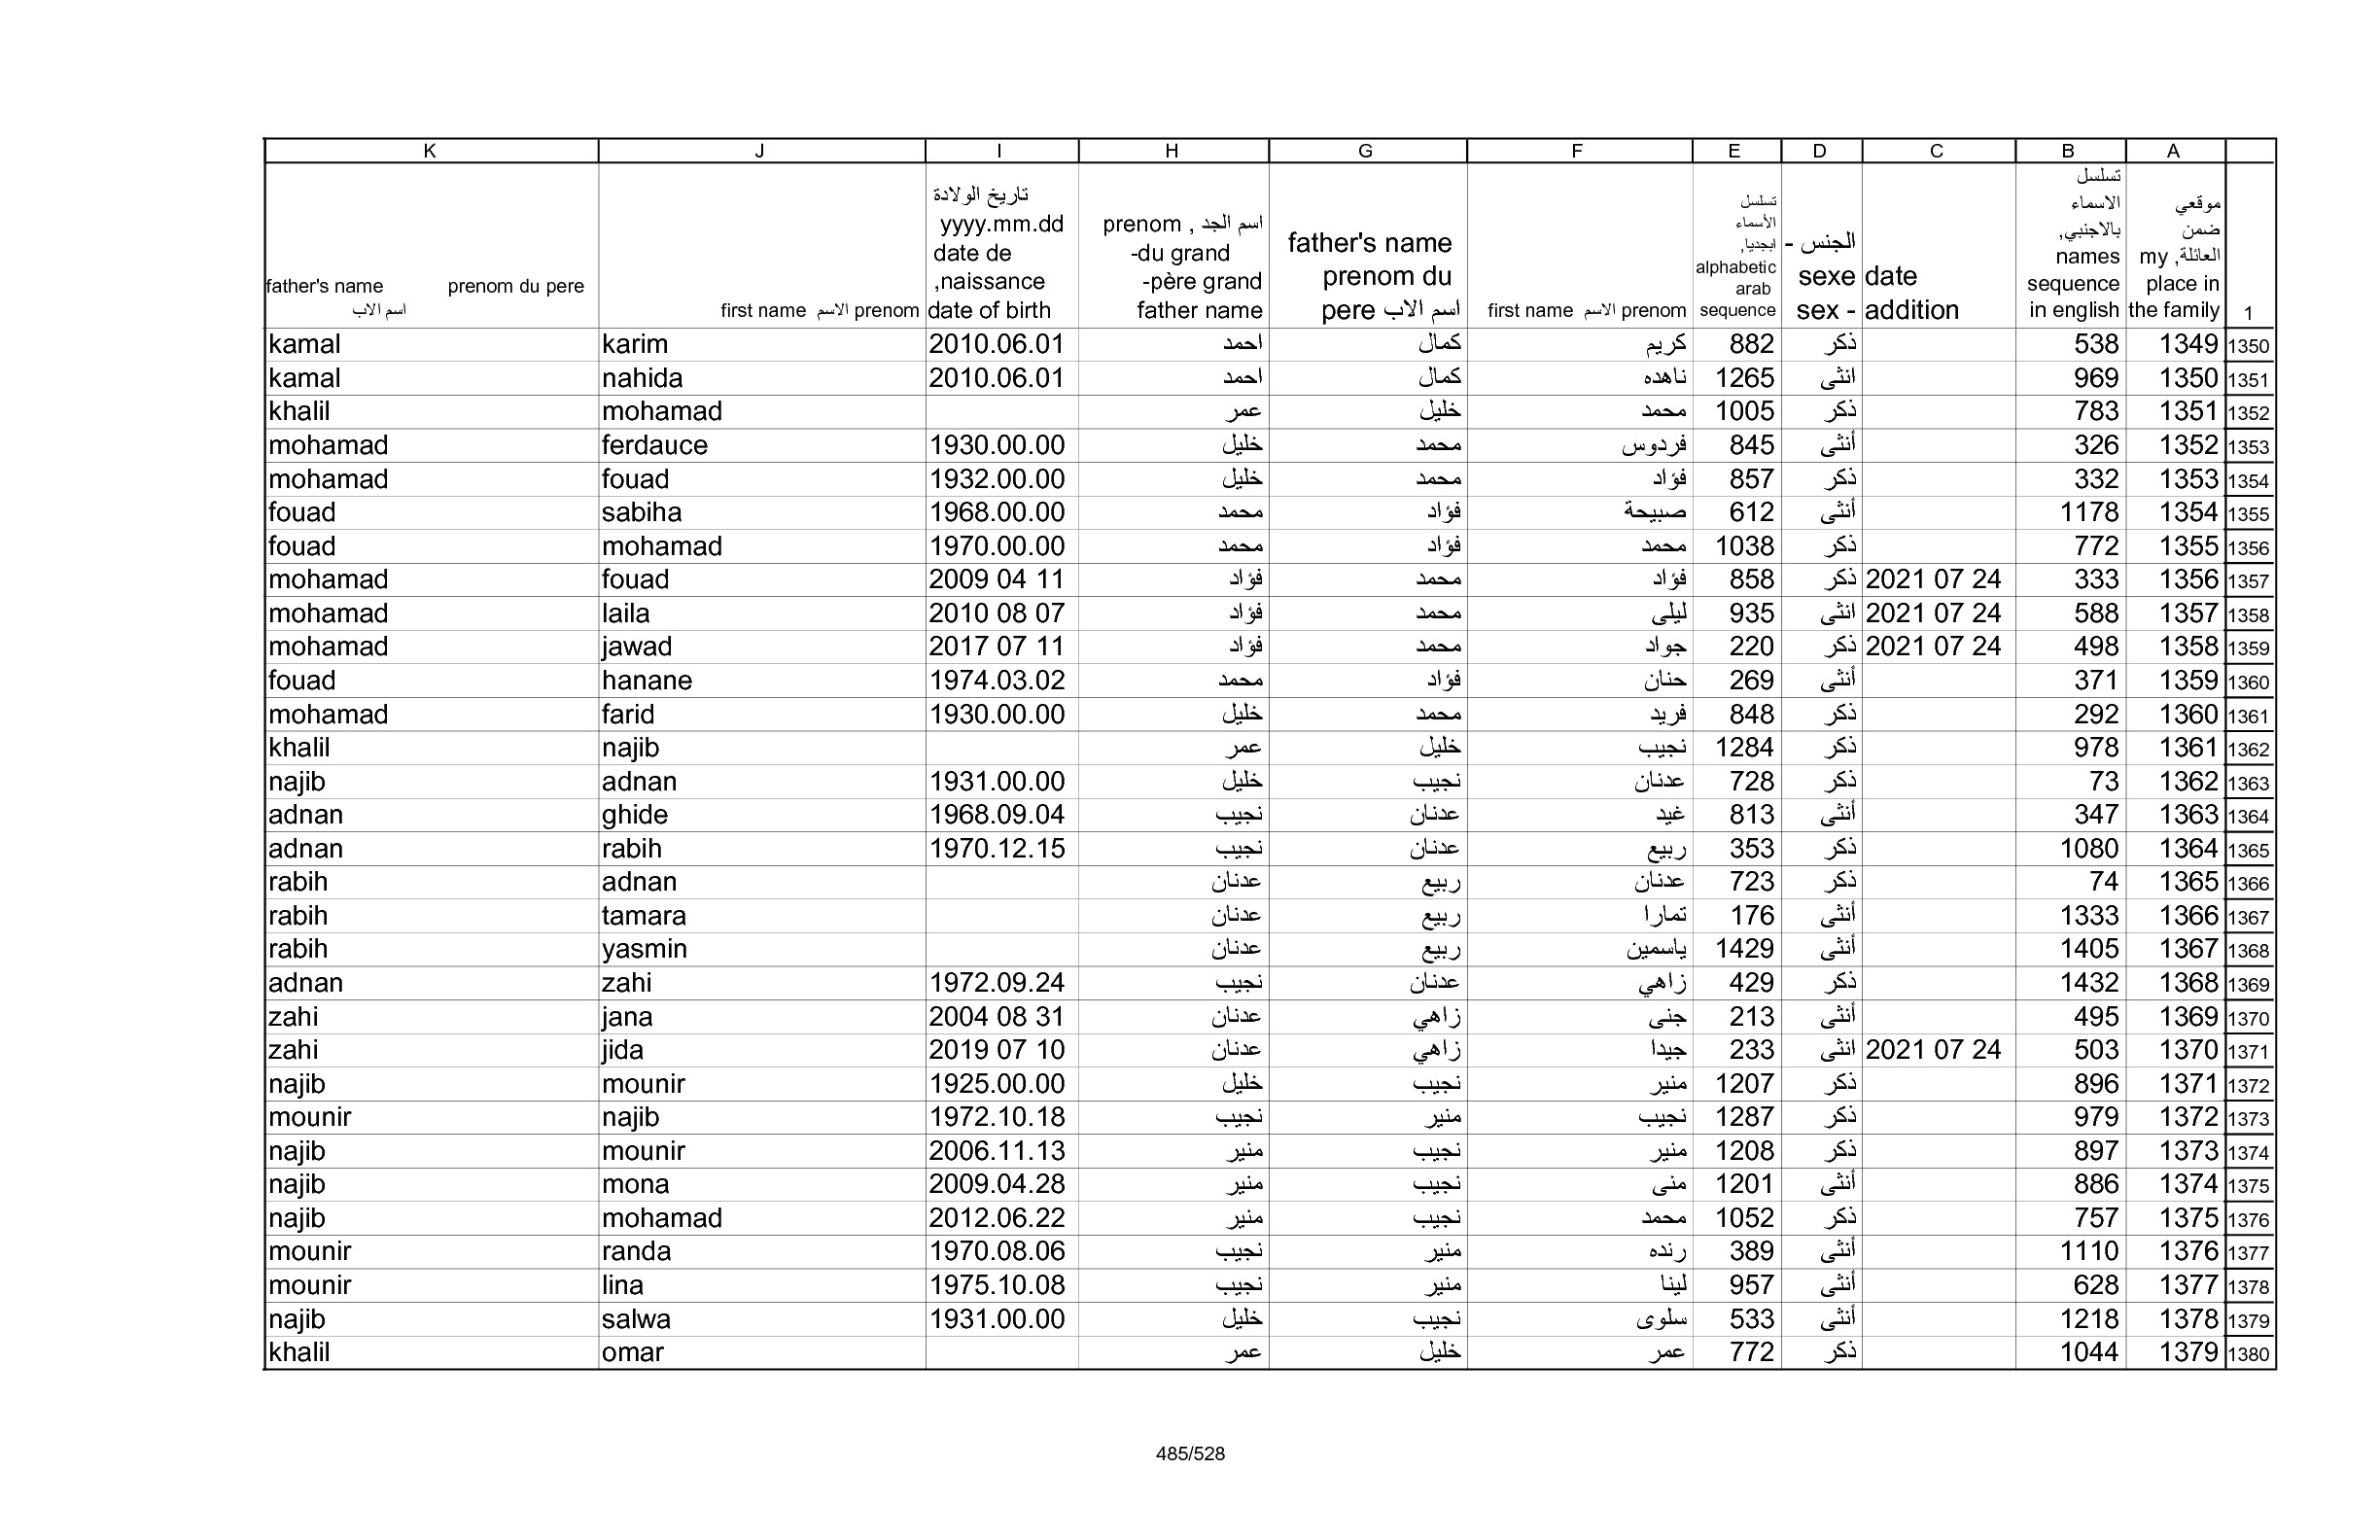 K J I H G F E D C B A
father's name prenom du pere اسم الاب | first name الاسم prenom | تاريخ الولادة yyyy.mm.dd date de naissance, date of birth | اسم الجد , prenom du grand- père grand- father name | father's name prenom du pere اسم الاب | first name الاسم prenom | تسلسل الأسماء ابجديا, alphabetic arab sequence | الجنس - sexe sex - | date addition | تسلسل الاسماء بالاجنبي, names sequence in english | موقعي ضمن العائلة, my place in the family | 1
kamal karim 2010.06.01 احمد كمال كريم 882 ذكر 538 1349 1350
kamal nahida 2010.06.01 احمد كمال ناهده 1265 انثى 969 1350 1351
khalil mohamad عمر خليل محمد 1005 ذكر 783 1351 1352
mohamad ferdauce 1930.00.00 خليل محمد فردوس 845 أنثى 326 1352 1353
mohamad fouad 1932.00.00 خليل محمد فؤاد 857 ذكر 332 1353 1354
fouad sabiha 1968.00.00 محمد فؤاد صبيحة 612 أنثى 1178 1354 1355
fouad mohamad 1970.00.00 محمد فؤاد محمد 1038 ذكر 772 1355 1356
mohamad fouad 2009 04 11 فؤاد محمد فؤاد 858 ذكر 2021 07 24 333 1356 1357
mohamad laila 2010 08 07 فؤاد محمد ليلى 935 انثى 2021 07 24 588 1357 1358
mohamad jawad 2017 07 11 فؤاد محمد جواد 220 ذكر 2021 07 24 498 1358 1359
fouad hanane 1974.03.02 محمد فؤاد حنان 269 أنثى 371 1359 1360
mohamad farid 1930.00.00 خليل محمد فريد 848 ذكر 292 1360 1361
khalil najib عمر خليل نجيب 1284 ذكر 978 1361 1362
najib adnan 1931.00.00 خليل نجيب عدنان 728 ذكر 73 1362 1363
adnan ghide 1968.09.04 نجيب عدنان غيد 813 أنثى 347 1363 1364
adnan rabih 1970.12.15 نجيب عدنان ربيع 353 ذكر 1080 1364 1365
rabih adnan عدنان ربيع عدنان 723 ذكر 74 1365 1366
rabih tamara عدنان ربيع تمارا 176 أنثى 1333 1366 1367
rabih yasmin عدنان ربيع ياسمين 1429 أنثى 1405 1367 1368
adnan zahi 1972.09.24 نجيب عدنان زاهي 429 ذكر 1432 1368 1369
zahi jana 2004 08 31 عدنان زاهي جنى 213 أنثى 495 1369 1370
zahi jida 2019 07 10 عدنان زاهي جيدا 233 انثى 2021 07 24 503 1370 1371
najib mounir 1925.00.00 خليل نجيب منير 1207 ذكر 896 1371 1372
mounir najib 1972.10.18 نجيب منير نجيب 1287 ذكر 979 1372 1373
najib mounir 2006.11.13 منير نجيب منير 1208 ذكر 897 1373 1374
najib mona 2009.04.28 منير نجيب منى 1201 أنثى 886 1374 1375
najib mohamad 2012.06.22 منير نجيب محمد 1052 ذكر 757 1375 1376
mounir randa 1970.08.06 نجيب منير رنده 389 أنثى 1110 1376 1377
mounir lina 1975.10.08 نجيب منير لينا 957 أنثى 628 1377 1378
najib salwa 1931.00.00 خليل نجيب سلوى 533 أنثى 1218 1378 1379
khalil omar عمر خليل عمر 772 ذكر 1044 1379 1380
485/528